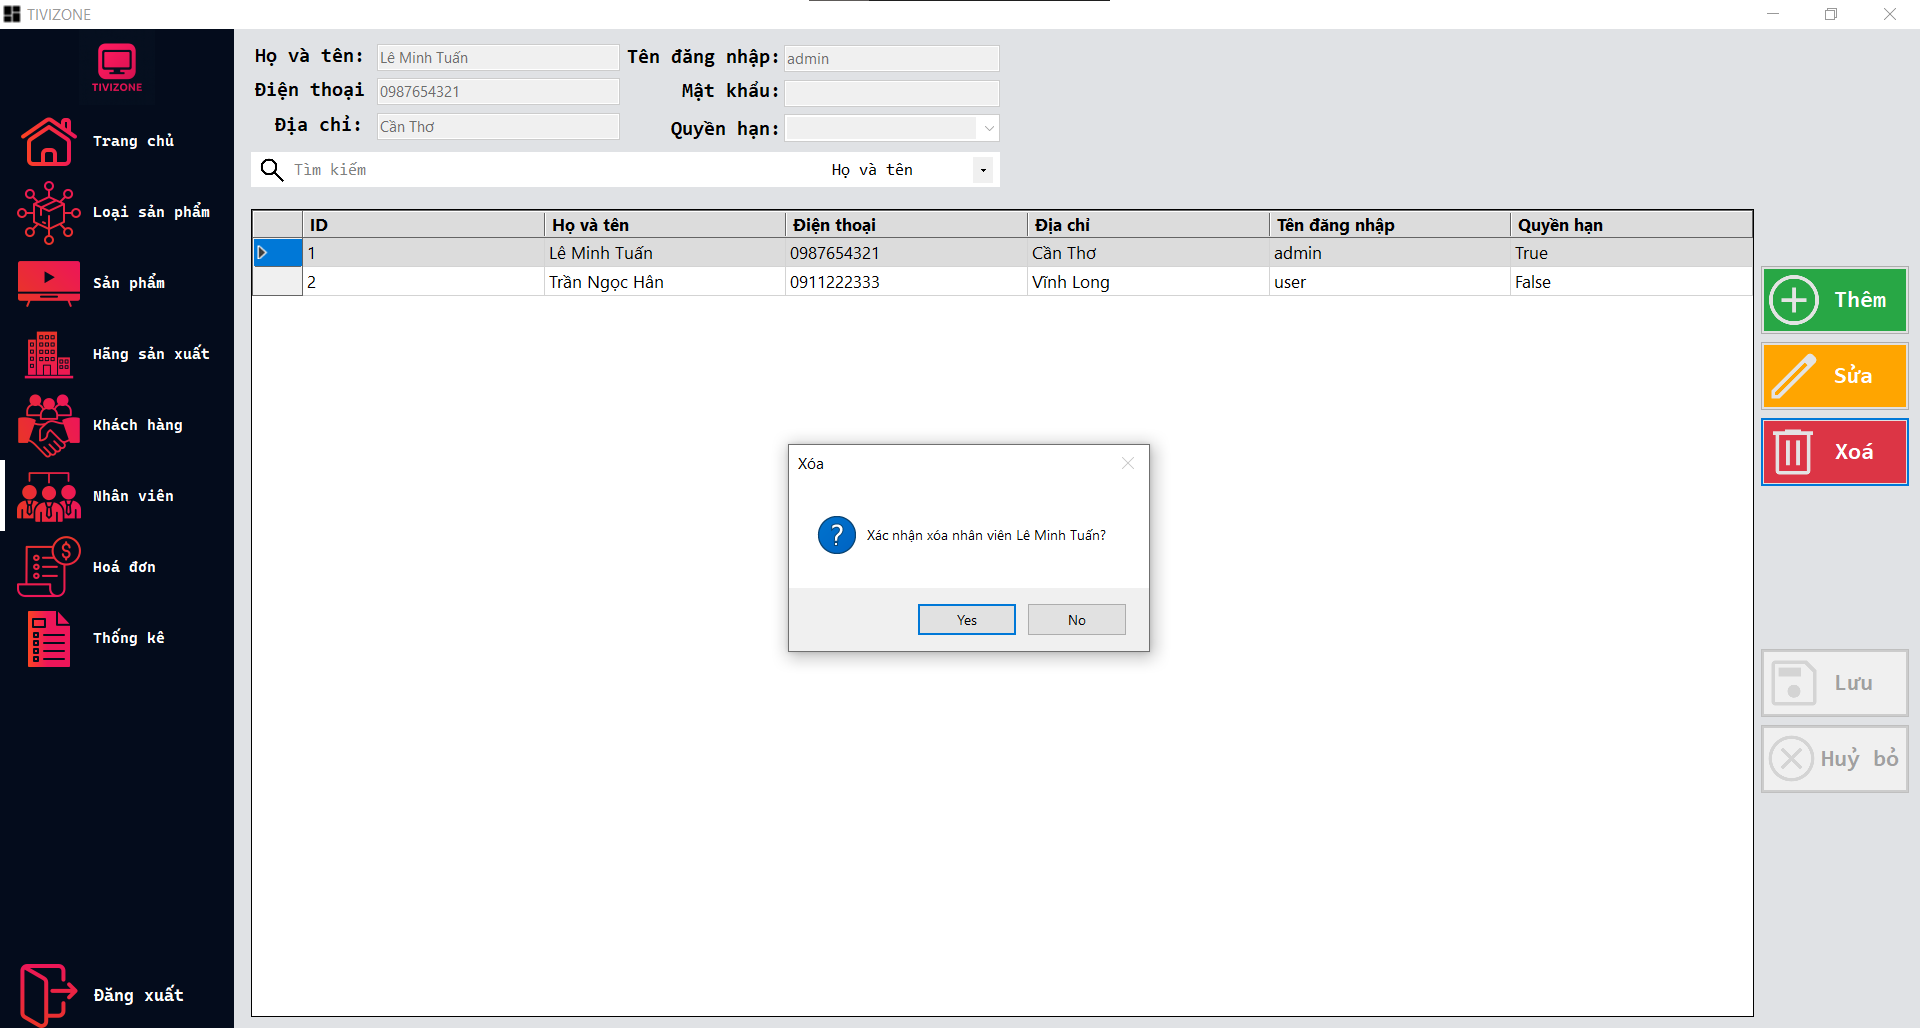 TIVIZONE
TIVIZONE
Trang chủ
Loại sản phẩm
Sản phẩm
Hãng sản xuất
Khách hàng
Nhân viên
Hoá đơn
Thống kê
Đăng xuất
Họ và tên: Lê Minh Tuấn Tên đăng nhập: admin
Điện thoại 0987654321 Mật khẩu:
Địa chỉ: Cần Thơ Quyền hạn:
Tìm kiếm Họ và tên
ID Họ và tên Điện thoại Địa chỉ Tên đăng nhập Quyền hạn
1 Lê Minh Tuấn 0987654321 Cần Thơ admin True
2 Trần Ngọc Hân 0911222333 Vĩnh Long user False
Xóa
Xác nhận xóa nhân viên Lê Minh Tuấn?
Yes No
Thêm
Sửa
Xoá
Lưu
Huỷ bỏ